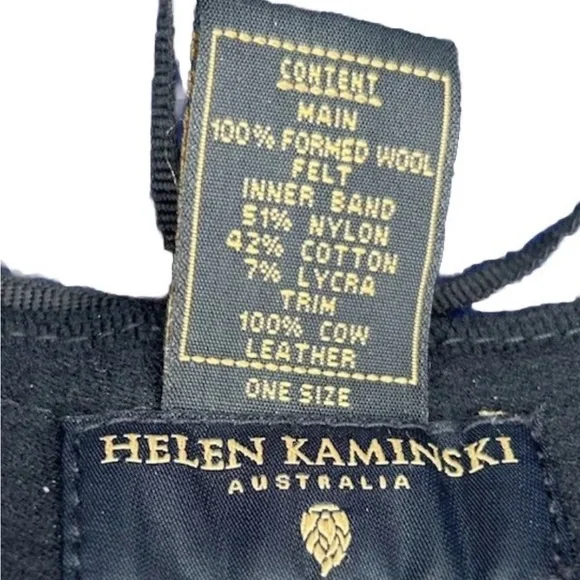 CONTENT
MAIN
100% FORMED WOOL
FELT
INNER BAND
51% NYLON
42% COTTON
7% LYCRA
TRIM
100% COW
LEATHER
ONE SIZE
HELEN KAMINSKI
AUSTRALIA